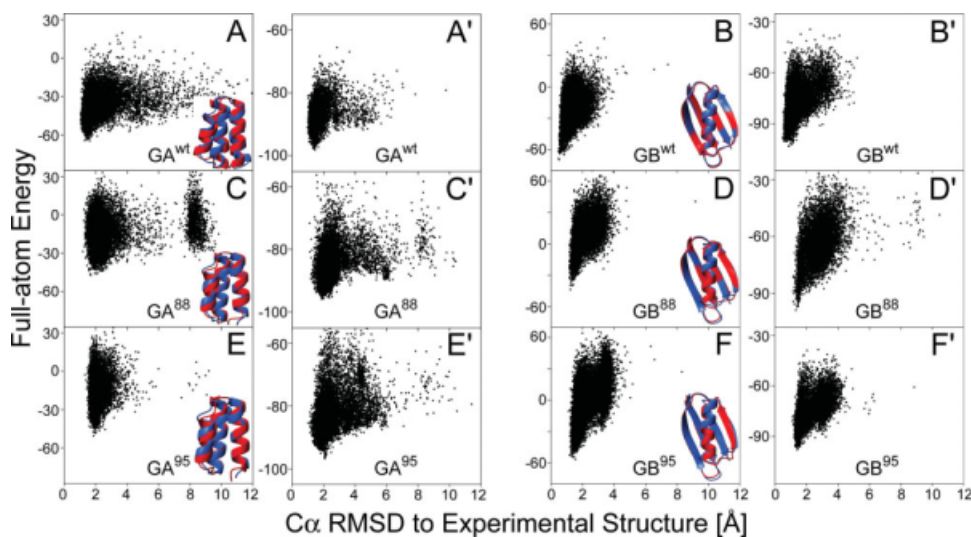 Full-atom Energy
30
0
-30
-60
A
GA^wt
-60
-80
-100
A'
GA^wt
60
0
-60
B
GB^wt
-40
-70
-100
B'
GB^wt
30
0
-30
-60
C
GA^88
-60
-80
-100
C'
GA^88
60
0
-60
D
GB^88
-30
-60
-90
D'
GB^88
30
0
-30
-60
E
GA^95
-60
-80
-100
E'
GA^95
60
0
-60
F
GB^95
-30
-60
-90
F'
GB^95
0 2 4 6 8 10 12
0 2 4 6 8 10 12
0 2 4 6 8 10 12
0 2 4 6 8 10 12
Cα RMSD to Experimental Structure [Å]